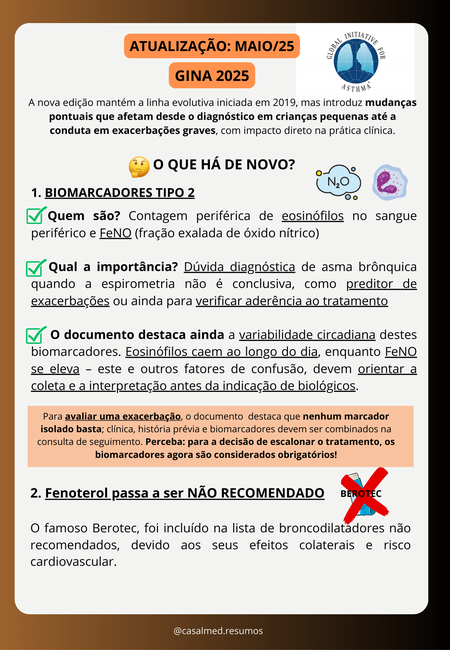 ATUALIZAÇÃO: MAIO/25
GINA 2025
GLOBAL INITIATIVE FOR
ASTHMA
A nova edição mantém a linha evolutiva iniciada em 2019, mas introduz mudanças
pontuais que afetam desde o diagnóstico em crianças pequenas até a
conduta em exacerbações graves, com impacto direto na prática clínica.
O QUE HÁ DE NOVO?
N₂O
1. BIOMARCADORES TIPO 2
Quem são? Contagem periférica de eosinófilos no sangue
periférico e FeNO (fração exalada de óxido nítrico)
Qual a importância? Dúvida diagnóstica de asma brônquica
quando a espirometria não é conclusiva, como preditor de
exacerbações ou ainda para verificar aderência ao tratamento
O documento destaca ainda a variabilidade circadiana destes
biomarcadores. Eosinófilos caem ao longo do dia, enquanto FeNO
se eleva – este e outros fatores de confusão, devem orientar a
coleta e a interpretação antes da indicação de biológicos.
Para avaliar uma exacerbação, o documento destaca que nenhum marcador
isolado basta; clínica, história prévia e biomarcadores devem ser combinados na
consulta de seguimento. Perceba: para a decisão de escalonar o tratamento, os
biomarcadores agora são considerados obrigatórios!
2. Fenoterol passa a ser NÃO RECOMENDADO
BEROTEC
O famoso Berotec, foi incluído na lista de broncodilatadores não
recomendados, devido aos seus efeitos colaterais e risco
cardiovascular.
@casalmed.resumos